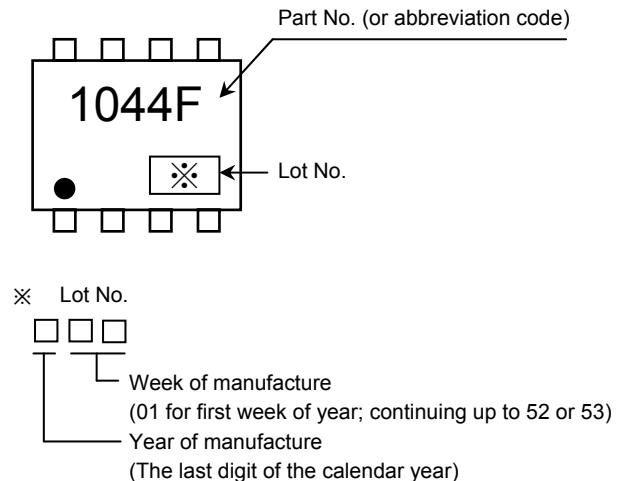 Part No. (or abbreviation code)
1044F
※
Lot No.
※ Lot No.
Week of manufacture
(01 for first week of year; continuing up to 52 or 53)
Year of manufacture
(The last digit of the calendar year)